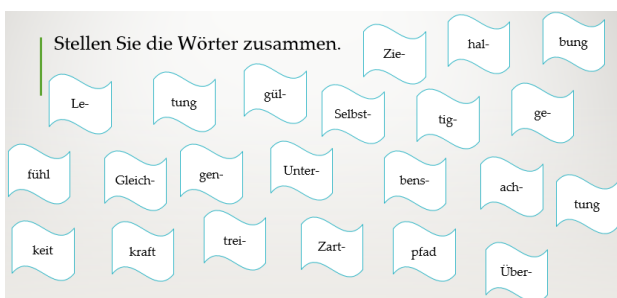 Stellen Sie die Wörter zusammen.
Zie-
hal-
bung
Le-
tung
gül-
Selbst-
tig-
ge-
fühl
Gleich-
gen-
Unter-
bens-
ach-
tung
keit
kraft
trei-
Zart-
pfad
Über-